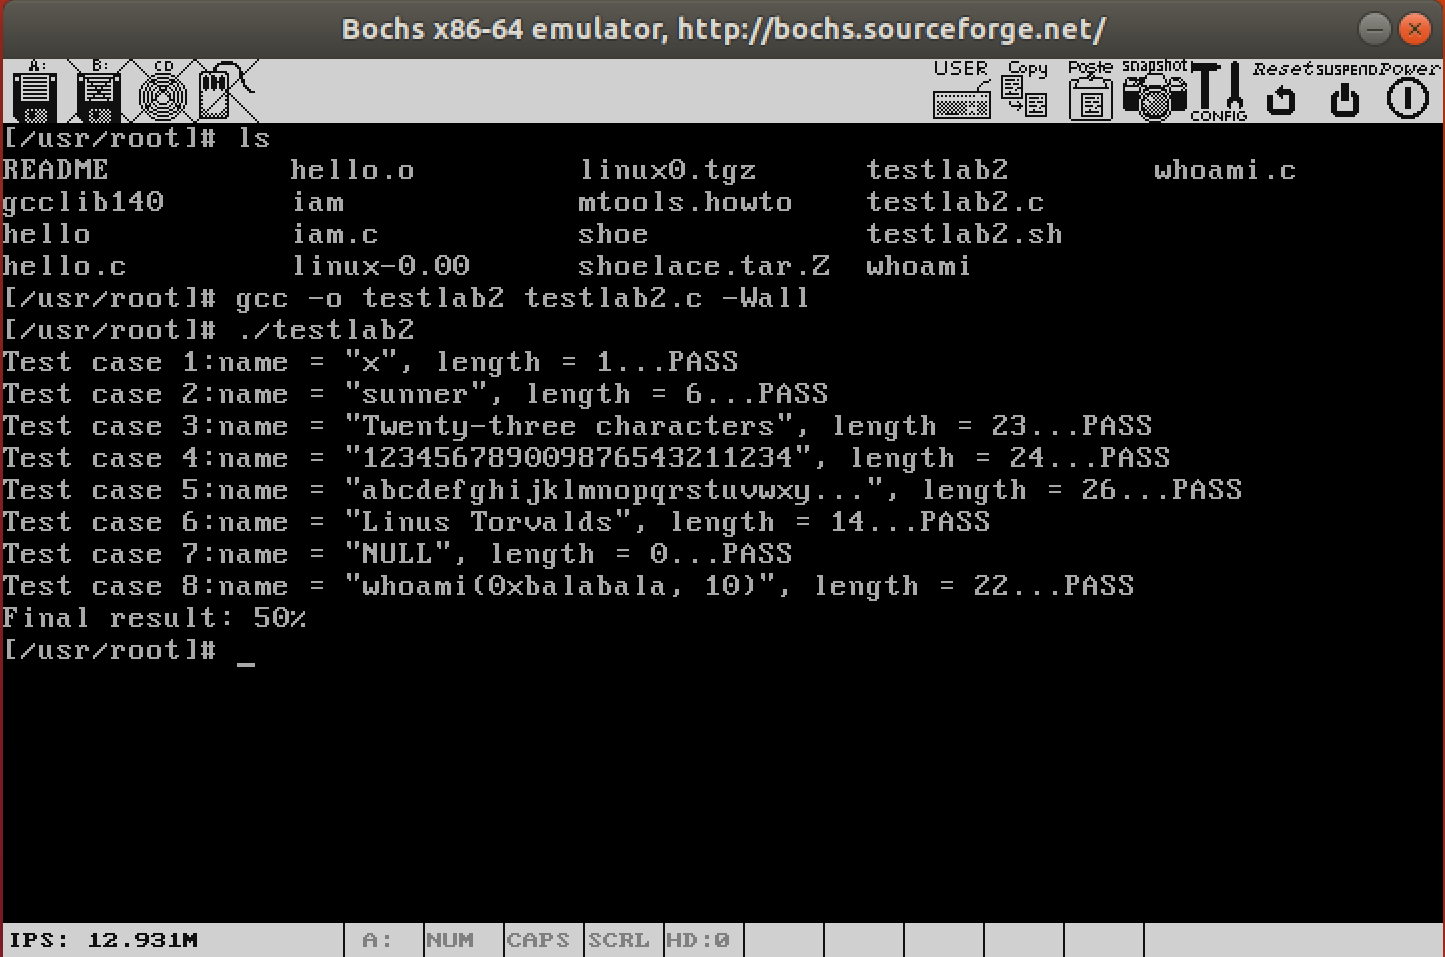 Bochs x86-64 emulator, http://bochs.sourceforge.net/
A: B: CD USER Copy Paste snapshot CONFIG Reset SUSPEND Power
[/usr/root]# ls
README hello.o linux0.tgz testlab2 whoami.c
gcclib140 iam mtools.howto testlab2.c
hello iam.c shoe testlab2.sh
hello.c linux-0.00 shoelace.tar.Z whoami
[/usr/root]# gcc -o testlab2 testlab2.c -Wall
[/usr/root]# ./testlab2
Test case 1:name = "x", length = 1...PASS
Test case 2:name = "sunner", length = 6...PASS
Test case 3:name = "Twenty-three characters", length = 23...PASS
Test case 4:name = "123456789009876543211234", length = 24...PASS
Test case 5:name = "abcdefghijklmnopqrstuvwxy...", length = 26...PASS
Test case 6:name = "Linus Torvalds", length = 14...PASS
Test case 7:name = "NULL", length = 0...PASS
Test case 8:name = "whoami(0xbalabala, 10)", length = 22...PASS
Final result: 50%
[/usr/root]# _
IPS: 12.931M A: NUM CAPS SCRL HD:0